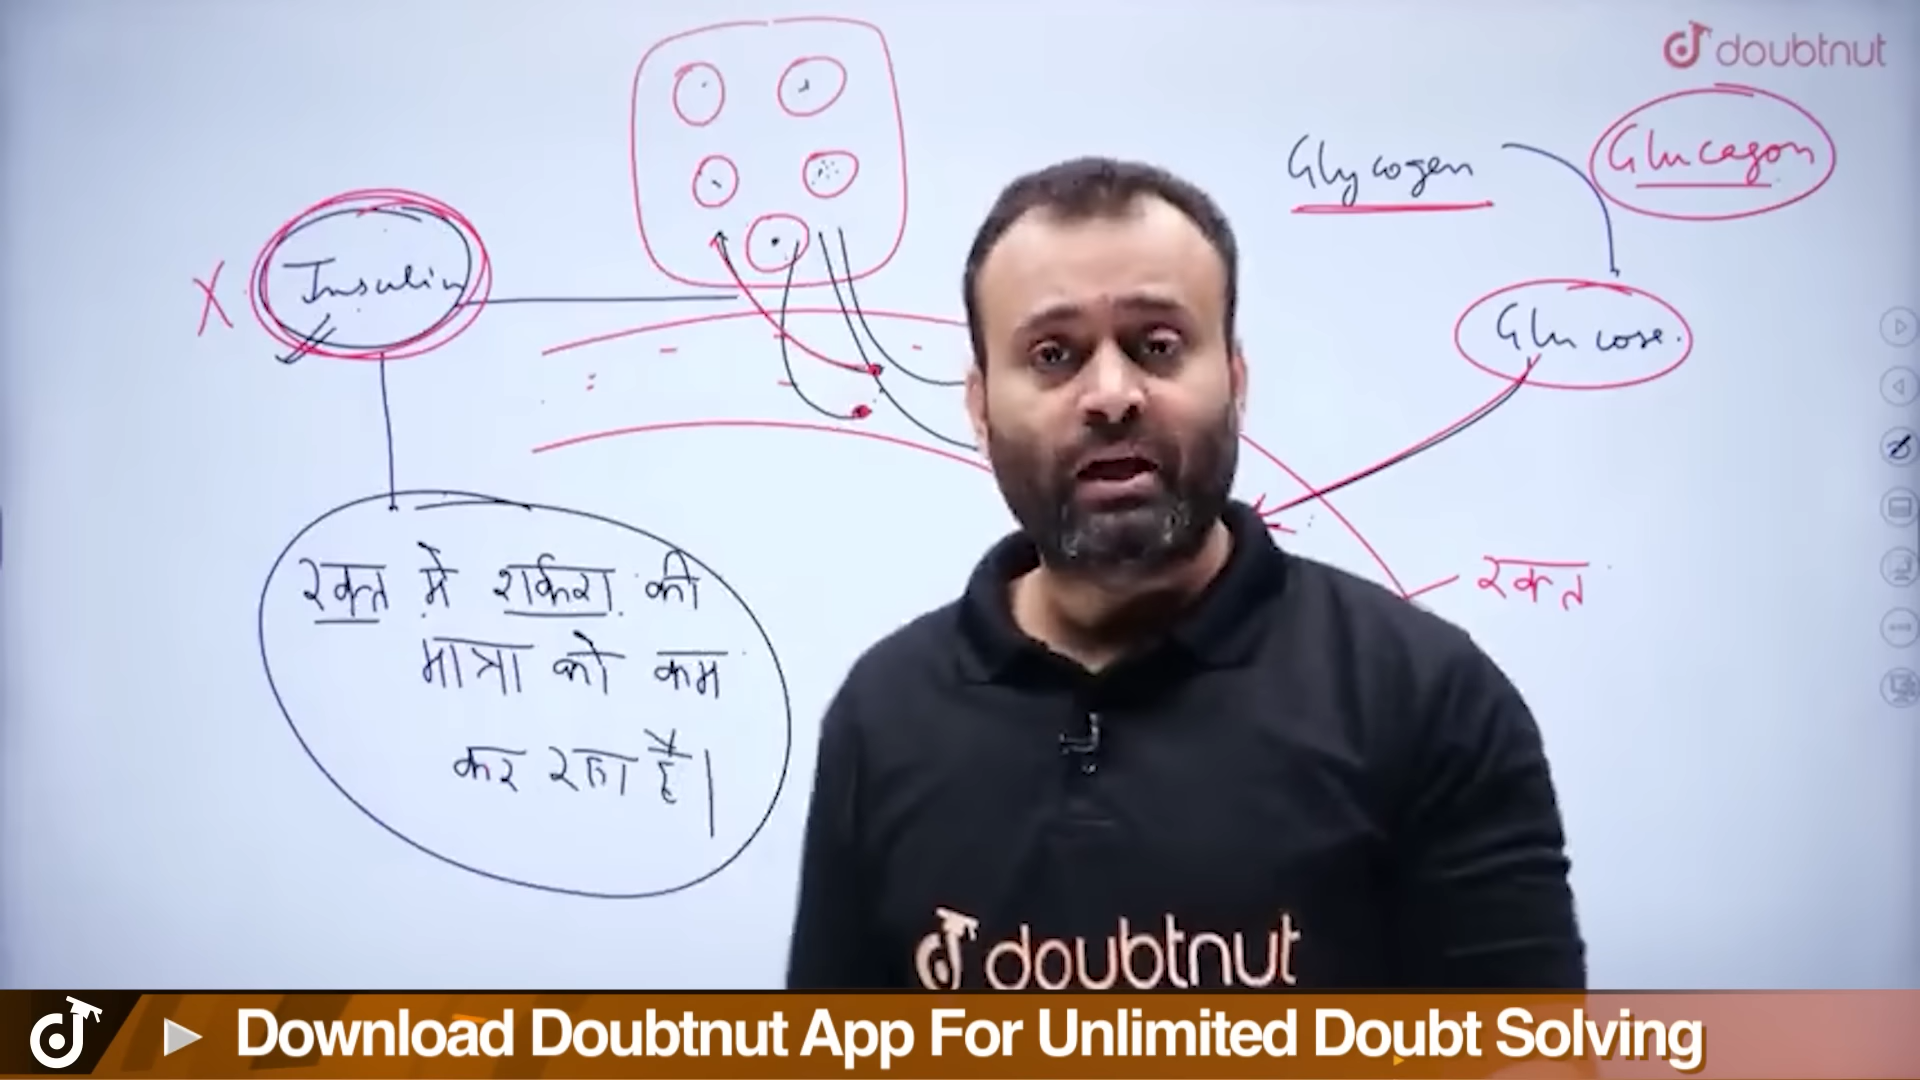 doubtnut
Glycogen
Glucagon
X Insulin
Glucose.
रक्त में शर्करा की
मात्रा को कम
कर रहा है।
रक्त
doubtnut
Download Doubtnut App For Unlimited Doubt Solving